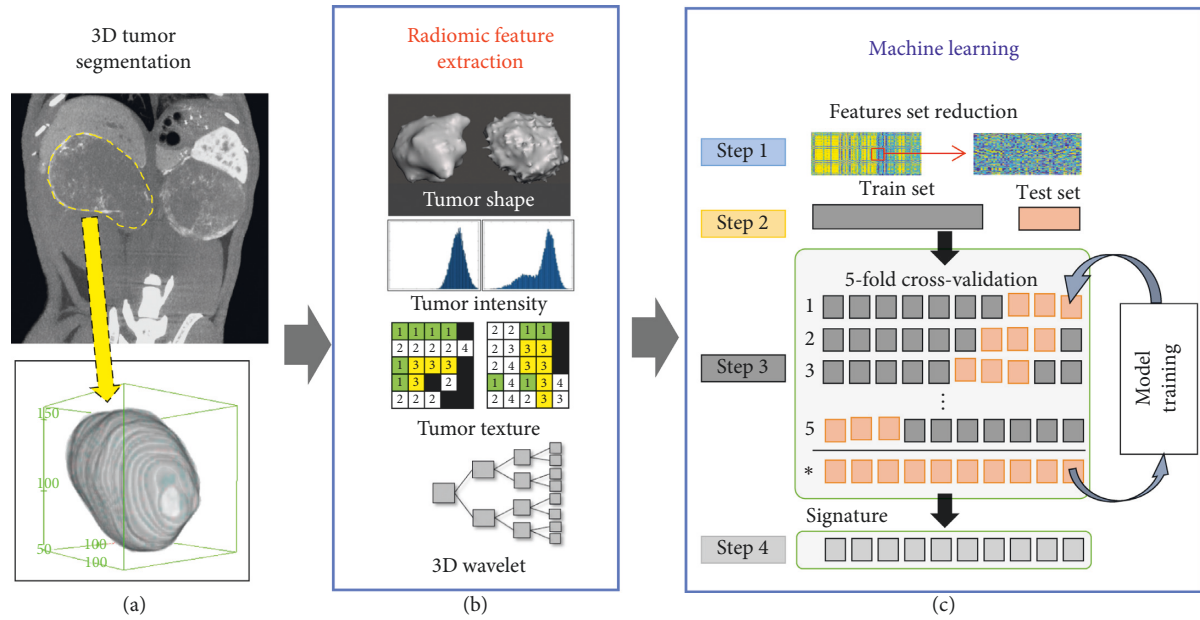 3D tumor
segmentation
150
100
50
100
100
(a)
Radiomic feature
extraction
Tumor shape
Tumor intensity
1 1 1 1
2 2 2 2 4
1 3 3 3
1 3 2
2 2 2
2 2 1 1
2 3 3 3
2 4 3 3
1 4 1 3 4
1 4 2 3 4
Tumor texture
3D wavelet
(b)
Machine learning
Features set reduction
Step 1
Train set
Test set
Step 2
5-fold cross-validation
1
2
3
Step 3
⋮
5
*
Model
training
Signature
Step 4
(c)